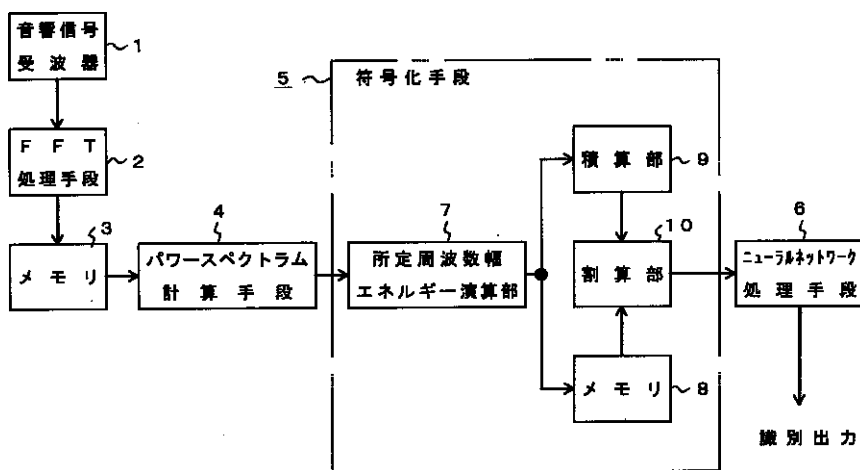 音響信号
受波器
1
FFT
処理手段
2
3
メモリ
4
パワースペクトラム
計算手段
5
符号化手段
7
所定周波数幅
エネルギー演算部
積算部
9
10
割算部
メモリ
8
6
ニューラルネットワーク
処理手段
識別出力